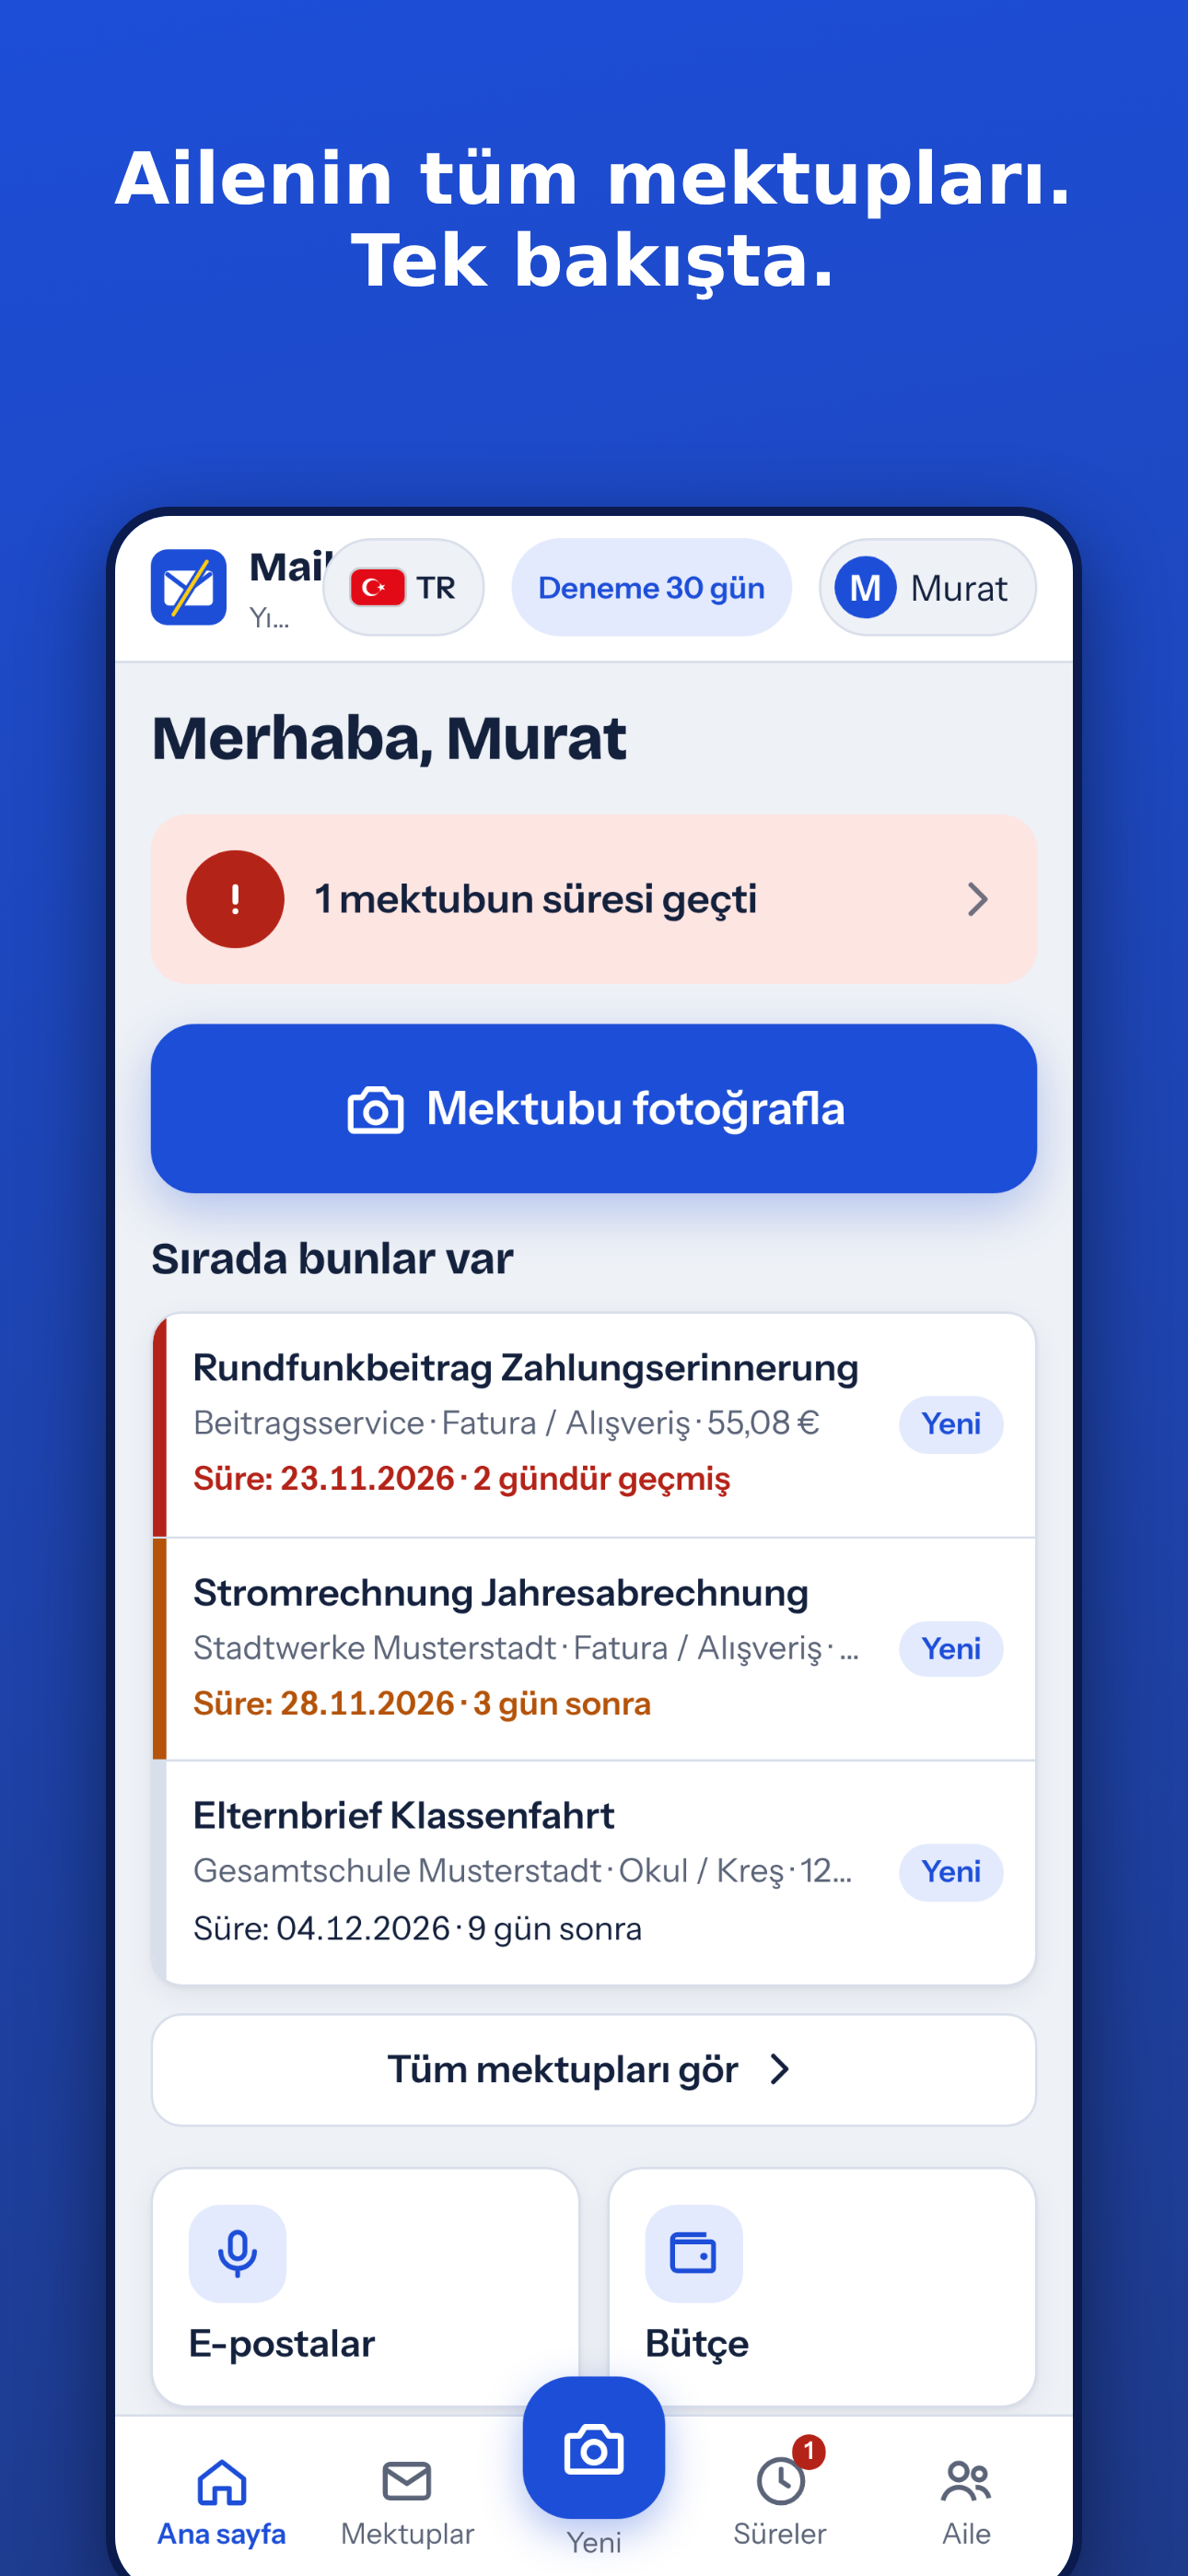 Ailenin tüm mektupları.
Tek bakışta.
Mail
Yı...
TR
Deneme 30 gün
M Murat
Merhaba, Murat
! 1 mektubun süresi geçti
Mektubu fotoğrafla
Sırada bunlar var
Rundfunkbeitrag Zahlungserinnerung
Beitragsservice · Fatura / Alışveriş · 55,08 €
Yeni
Süre: 23.11.2026 · 2 gündür geçmiş
Stromrechnung Jahresabrechnung
Stadtwerke Musterstadt · Fatura / Alışveriş · ...
Yeni
Süre: 28.11.2026 · 3 gün sonra
Elternbrief Klassenfahrt
Gesamtschule Musterstadt · Okul / Kreş · 12...
Yeni
Süre: 04.12.2026 · 9 gün sonra
Tüm mektupları gör
E-postalar
Bütçe
1
Ana sayfa
Mektuplar
Yeni
Süreler
Aile